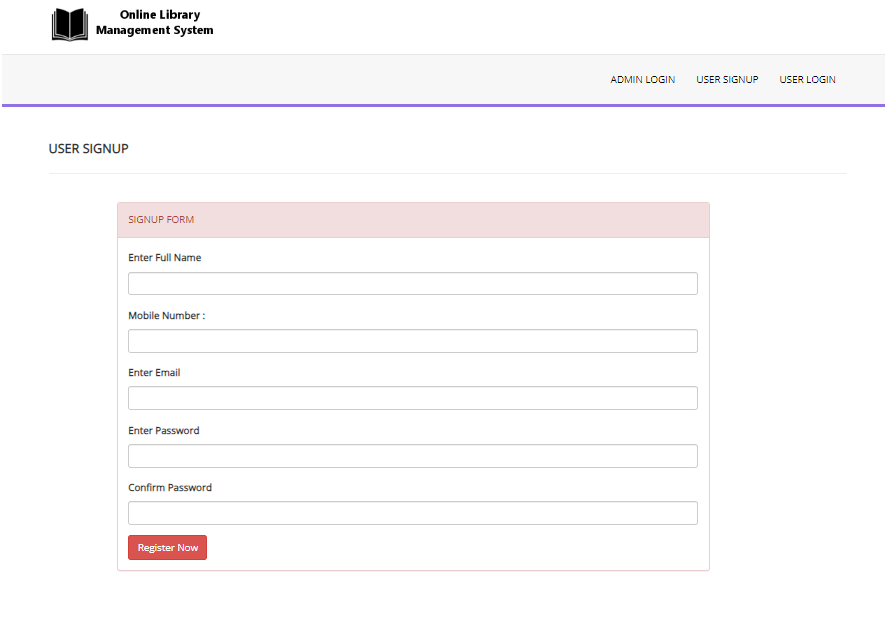 Online Library
Management System
ADMIN LOGIN USER SIGNUP USER LOGIN
USER SIGNUP
SIGNUP FORM
Enter Full Name
Mobile Number :
Enter Email
Enter Password
Confirm Password
Register Now